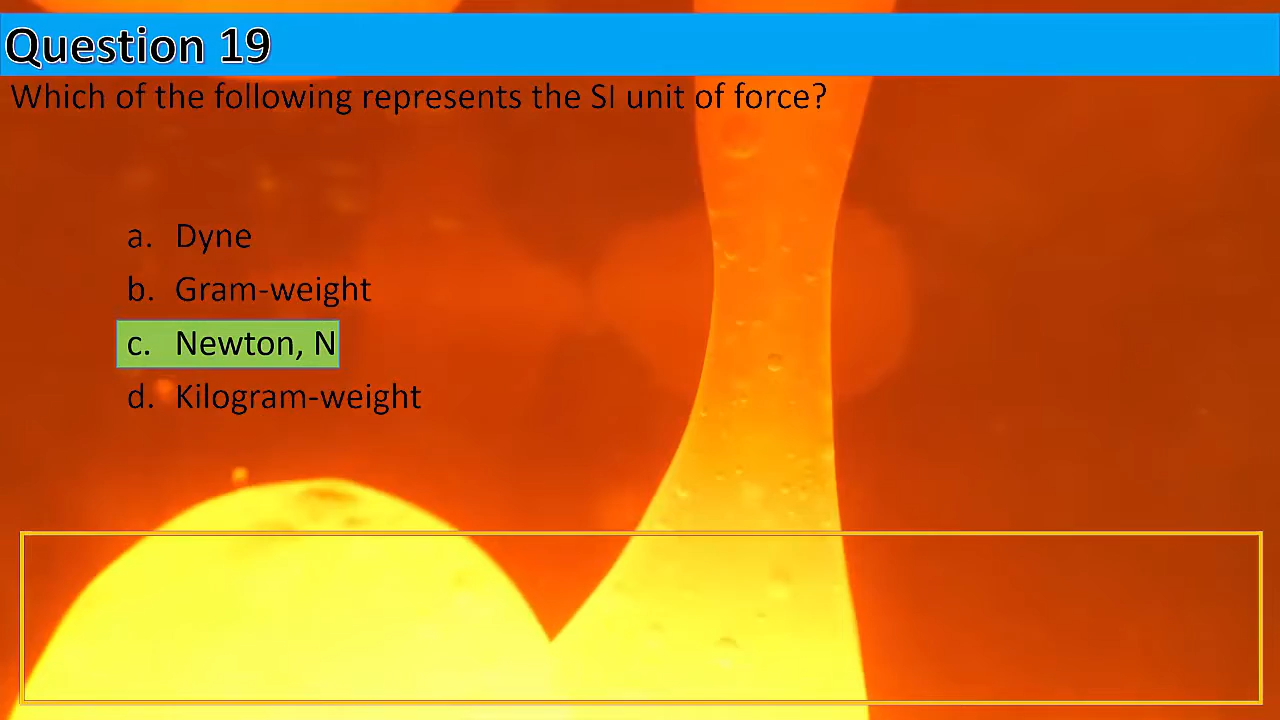 Question 19
Which of the following represents the SI unit of force?
a. Dyne
b. Gram-weight
c. Newton, N
d. Kilogram-weight